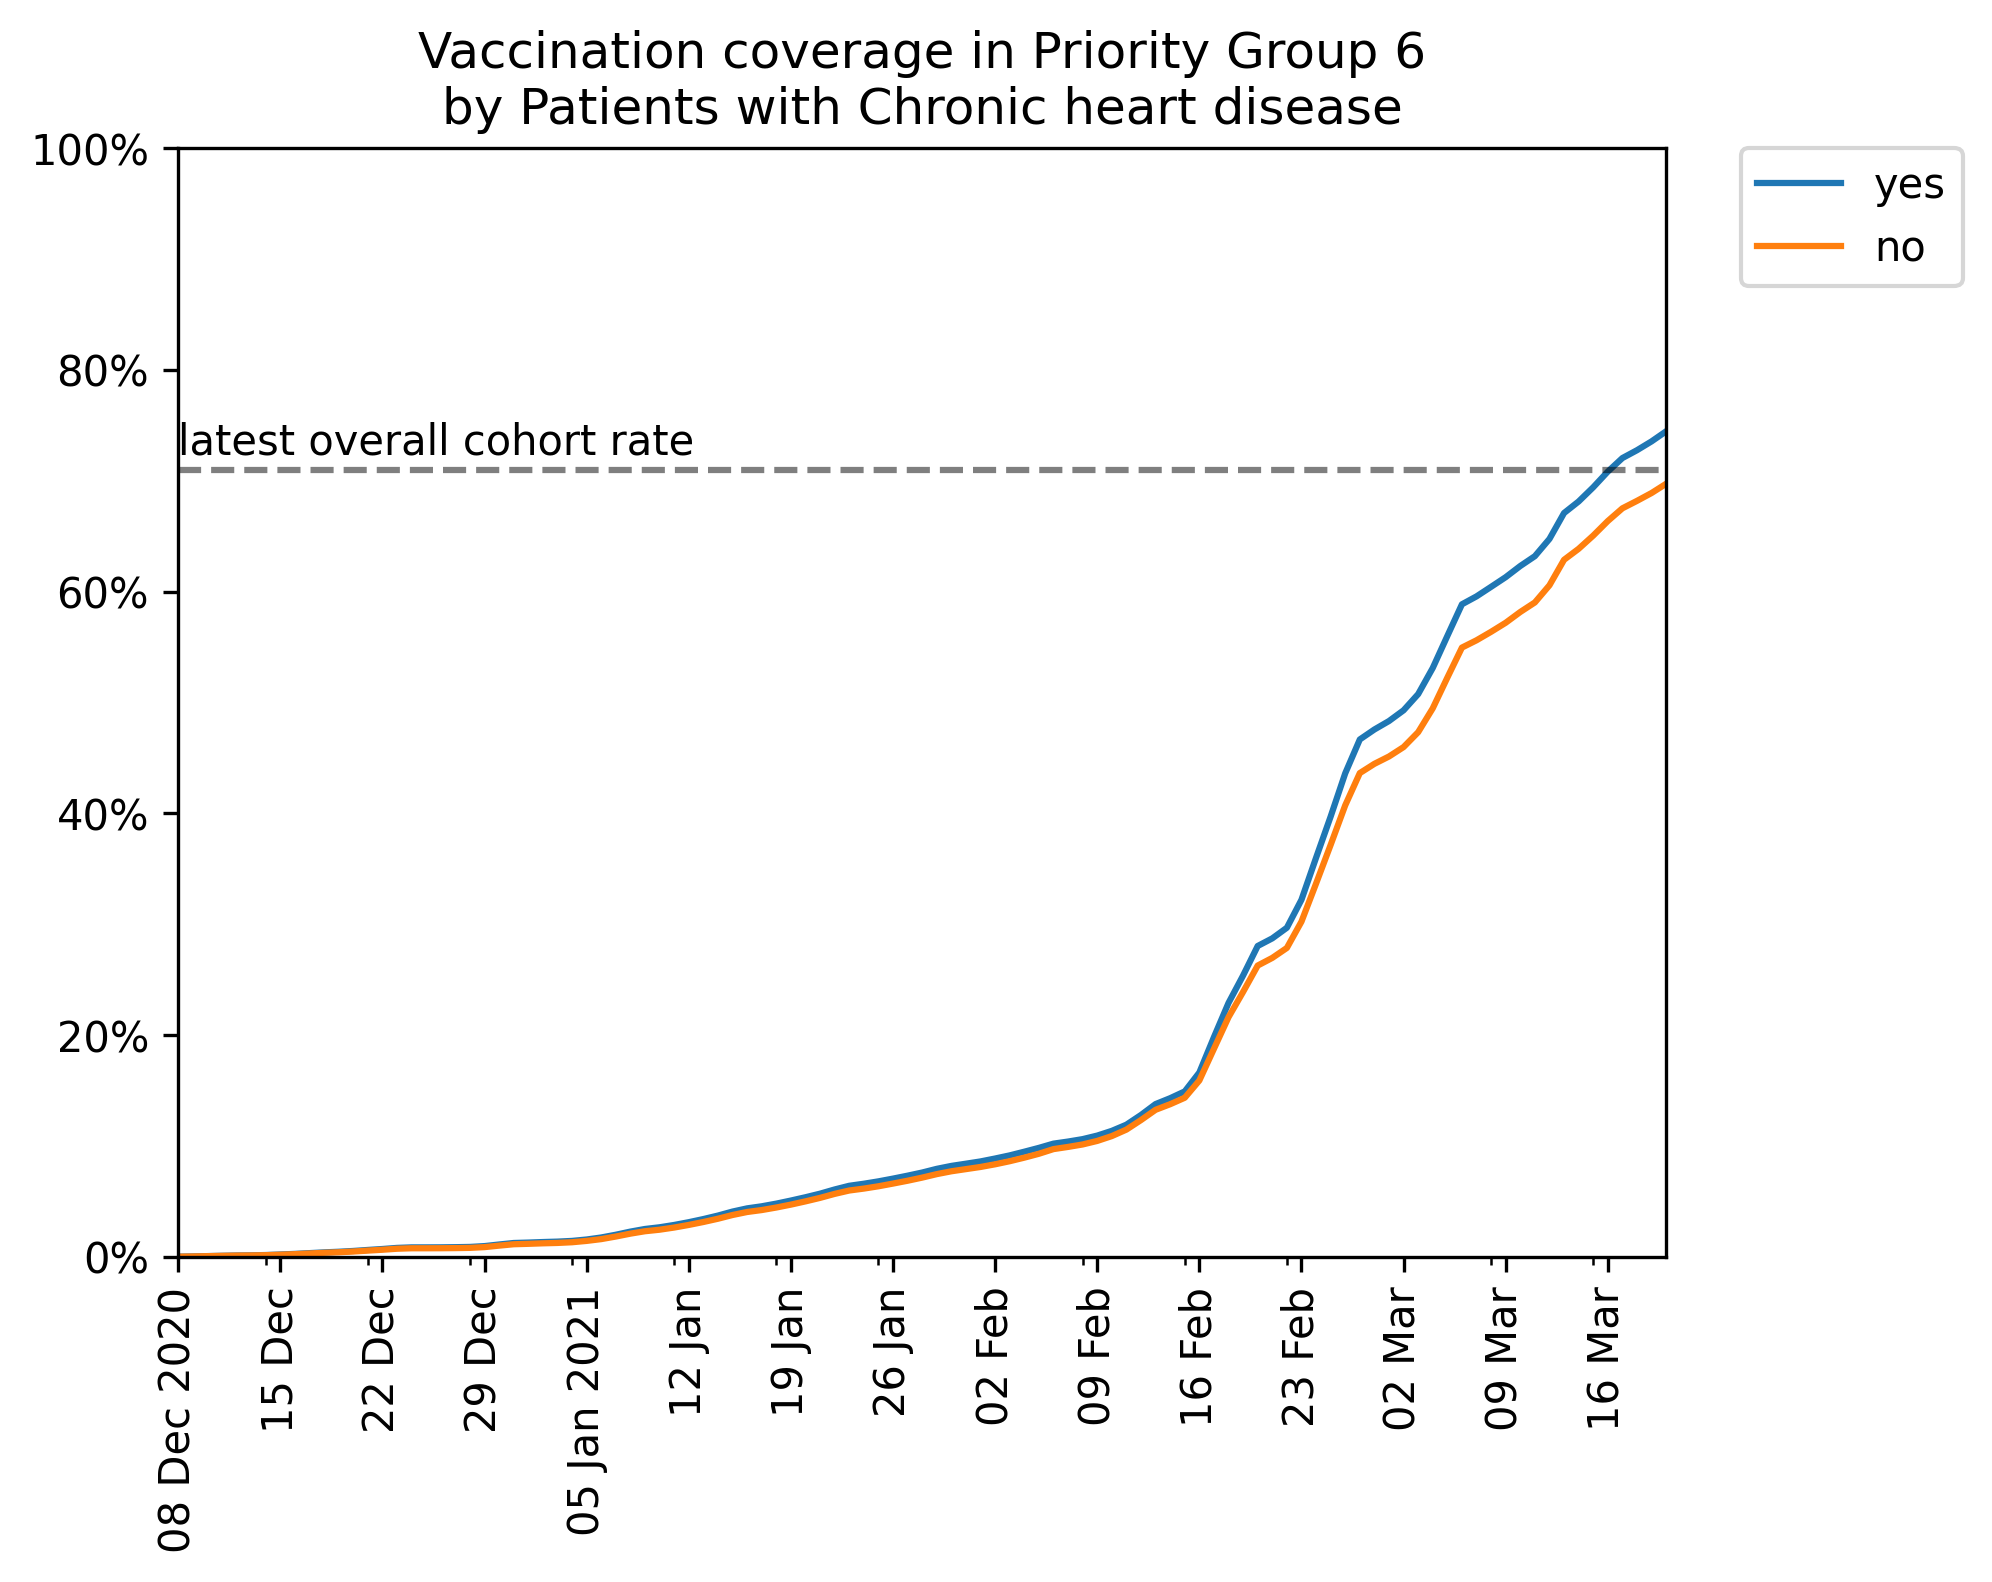 Vaccination coverage in Priority Group 6
by Patients with Chronic heart disease
100%
80%
60%
40%
20%
0%
latest overall cohort rate
yes
no
08 Dec 2020
15 Dec
22 Dec
29 Dec
05 Jan 2021
12 Jan
19 Jan
26 Jan
02 Feb
09 Feb
16 Feb
23 Feb
02 Mar
09 Mar
16 Mar